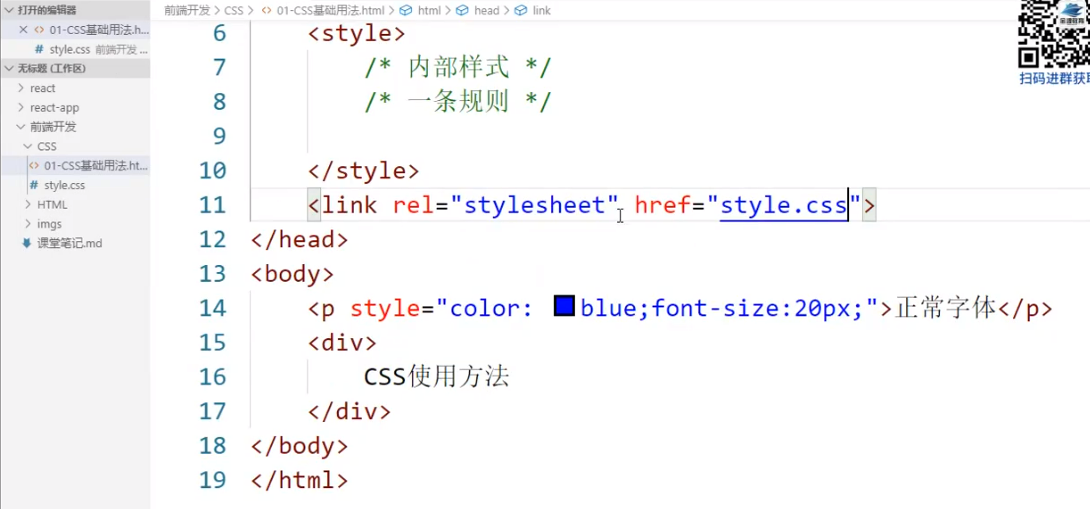 打开的编辑器
01-CSS基础用法.h...
style.css 前端开发 ...
无标题 (工作区)
react
react-app
前端开发
CSS
01-CSS基础用法.ht...
style.css
HTML
imgs
课堂笔记.md
前端开发 > CSS > 01-CSS基础用法.html > html > head > link
6 <style>
7 /* 内部样式 */
8 /* 一条规则 */
9
10 </style>
11 <link rel="stylesheet" href="style.css">
12 </head>
13 <body>
14 <p style="color: blue;font-size:20px;">正常字体</p>
15 <div>
16 CSS使用方法
17 </div>
18 </body>
19 </html>
扫码进群获取